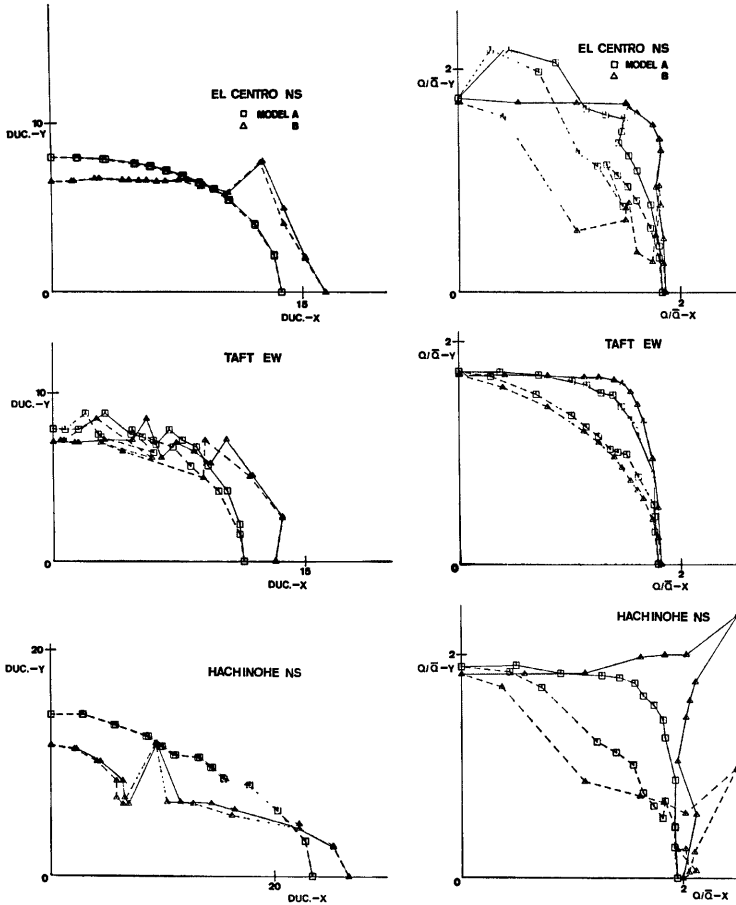 EL CENTRO NS
MODEL A
B
10
DUC.-Y
0
15
DUC.-X
EL CENTRO NS
MODEL A
B
2
Q/Q̅-Y
0
2
Q/Q̅-X
TAFT EW
10
DUC.-Y
0
15
DUC.-X
TAFT EW
2
Q/Q̅-Y
0
2
Q/Q̅-X
HACHINOHE NS
20
DUC.-Y
0
20
DUC.-X
HACHINOHE NS
2
Q/Q̅-Y
0
2
Q/Q̅-X